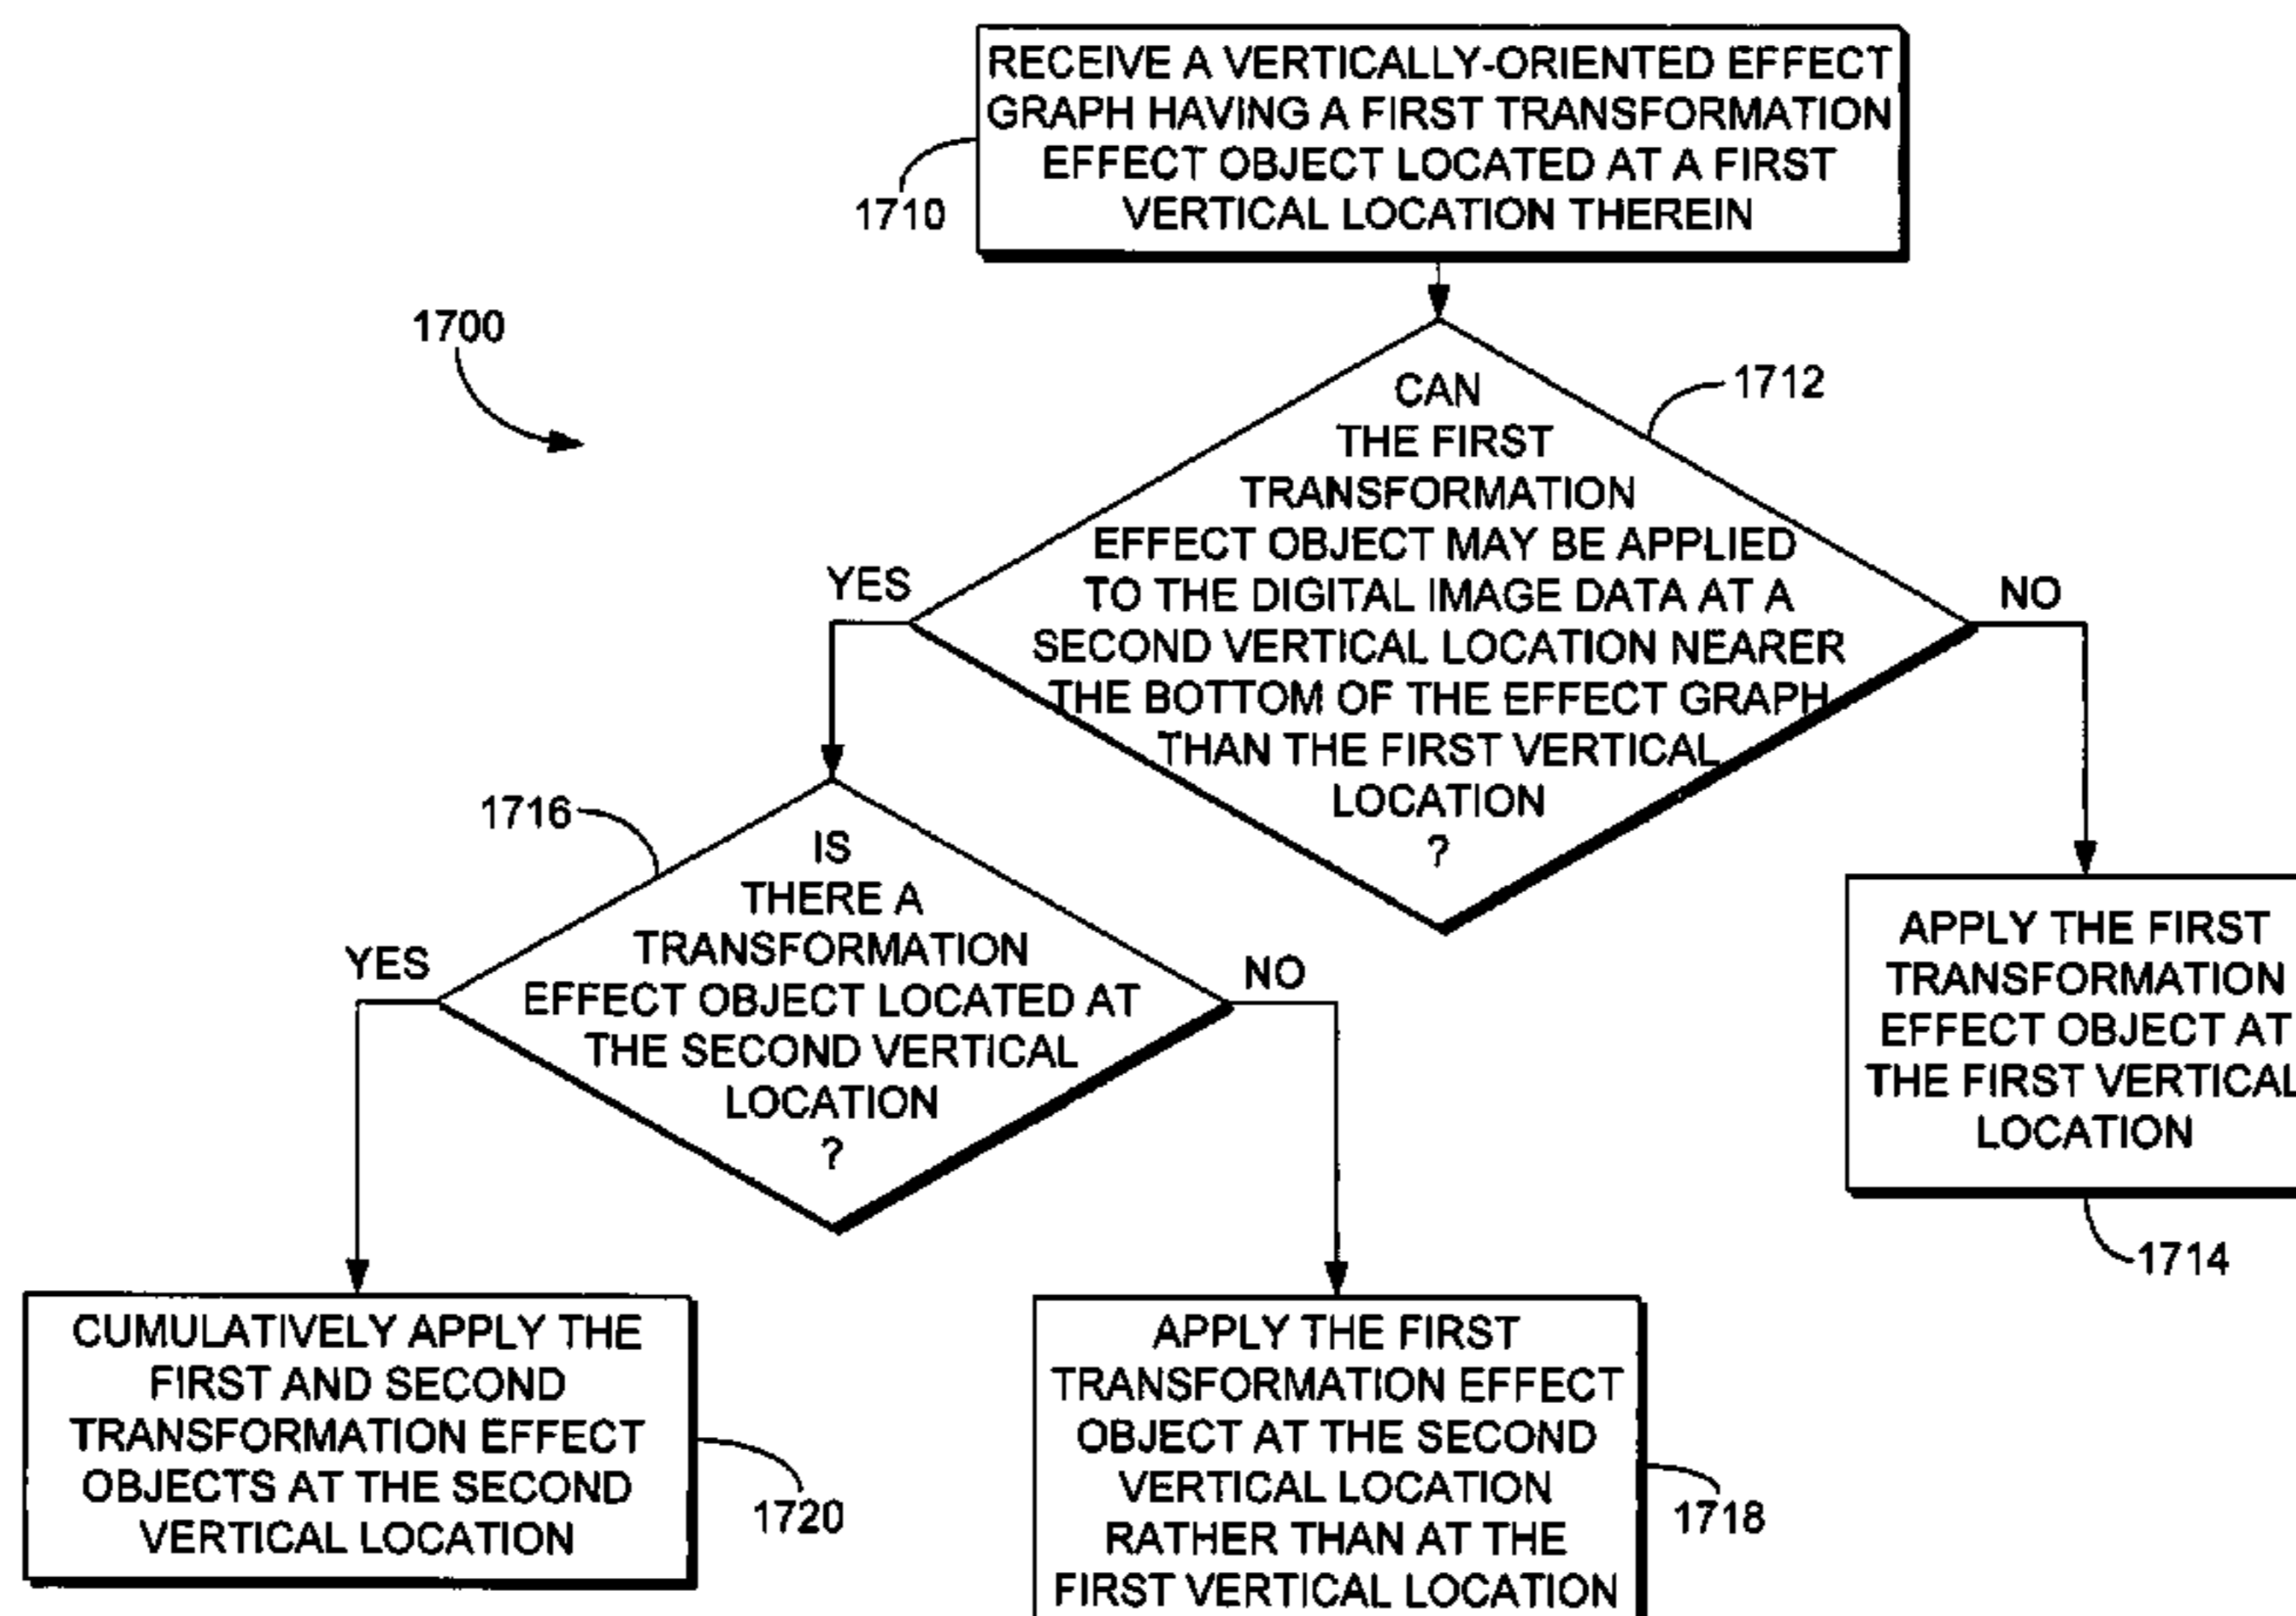 RECEIVE A VERTICALLY-ORIENTED EFFECT
GRAPH HAVING A FIRST TRANSFORMATION
EFFECT OBJECT LOCATED AT A FIRST
VERTICAL LOCATION THEREIN
1710
1700
CAN
THE FIRST
TRANSFORMATION
EFFECT OBJECT MAY BE APPLIED
TO THE DIGITAL IMAGE DATA AT A
SECOND VERTICAL LOCATION NEARER
THE BOTTOM OF THE EFFECT GRAPH
THAN THE FIRST VERTICAL
LOCATION
?
1712
YES
NO
1716
IS
THERE A
TRANSFORMATION
EFFECT OBJECT LOCATED AT
THE SECOND VERTICAL
LOCATION
?
YES
NO
APPLY THE FIRST
TRANSFORMATION
EFFECT OBJECT AT
THE FIRST VERTICAL
LOCATION
1714
CUMULATIVELY APPLY THE
FIRST AND SECOND
TRANSFORMATION EFFECT
OBJECTS AT THE SECOND
VERTICAL LOCATION
1720
APPLY THE FIRST
TRANSFORMATION EFFECT
OBJECT AT THE SECOND
VERTICAL LOCATION
RATHER THAN AT THE
FIRST VERTICAL LOCATION
1718